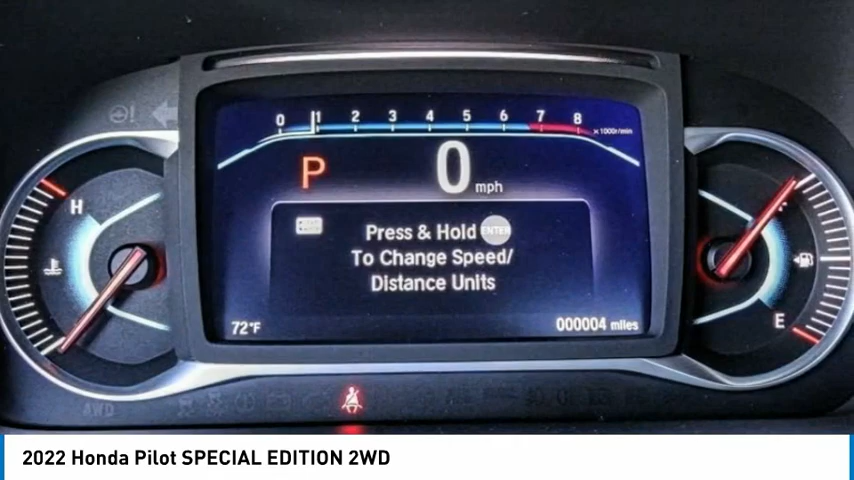 0 1 2 3 4 5 6 7 8
x1000r/min
P 0 mph
H
Press & Hold ENTER
To Change Speed/
Distance Units
E
72°F 000004 miles
AWD
2022 Honda Pilot SPECIAL EDITION 2WD